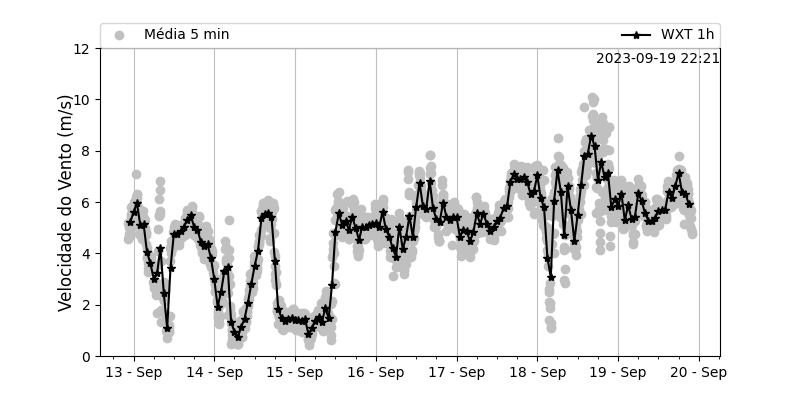 Média 5 min WXT 1h
2023-09-19 22:21
Velocidade do Vento (m/s)
12
10
8
6
4
2
0
13 - Sep 14 - Sep 15 - Sep 16 - Sep 17 - Sep 18 - Sep 19 - Sep 20 - Sep